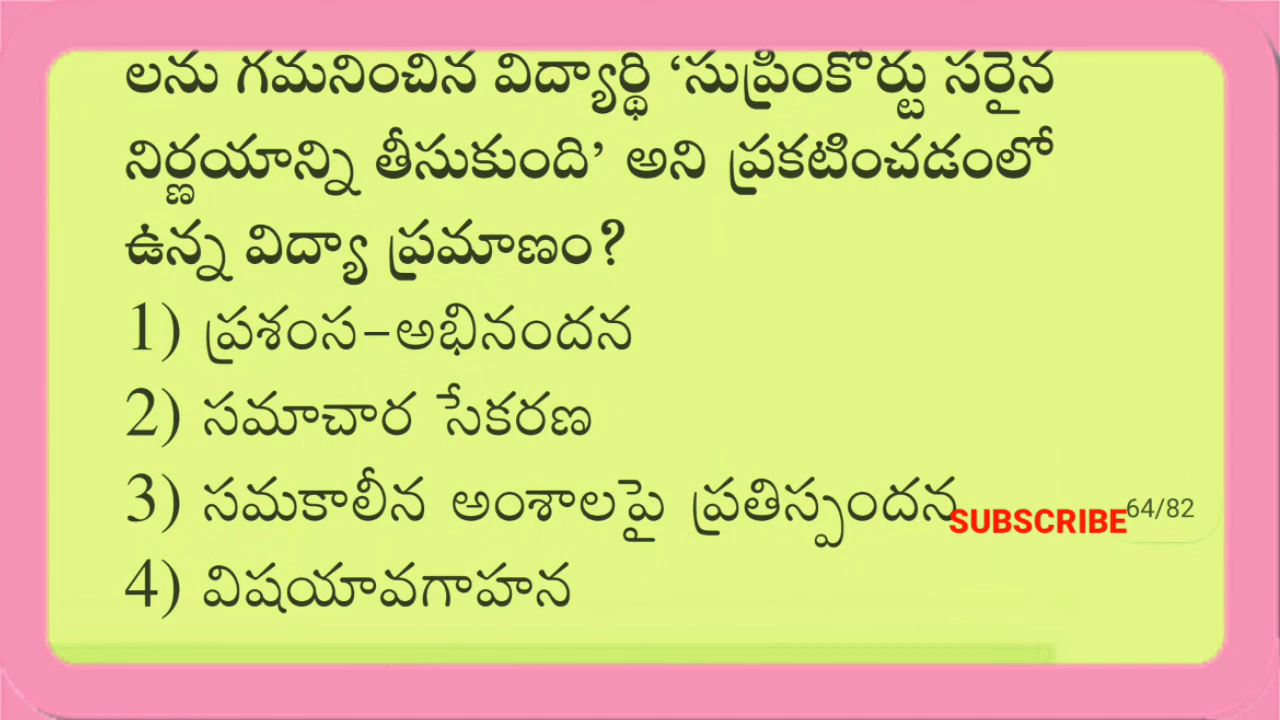 లను గమనించిన విద్యార్థి ‘సుప్రింకోర్టు సరైన
నిర్ణయాన్ని తీసుకుంది’ అని ప్రకటించడంలో
ఉన్న విద్యా ప్రమాణం?
1) ప్రశంస-అభినందన
2) సమాచార సేకరణ
3) సమకాలీన అంశాలపై ప్రతిస్పందన
SUBSCRIBE 64/82
4) విషయావగాహన